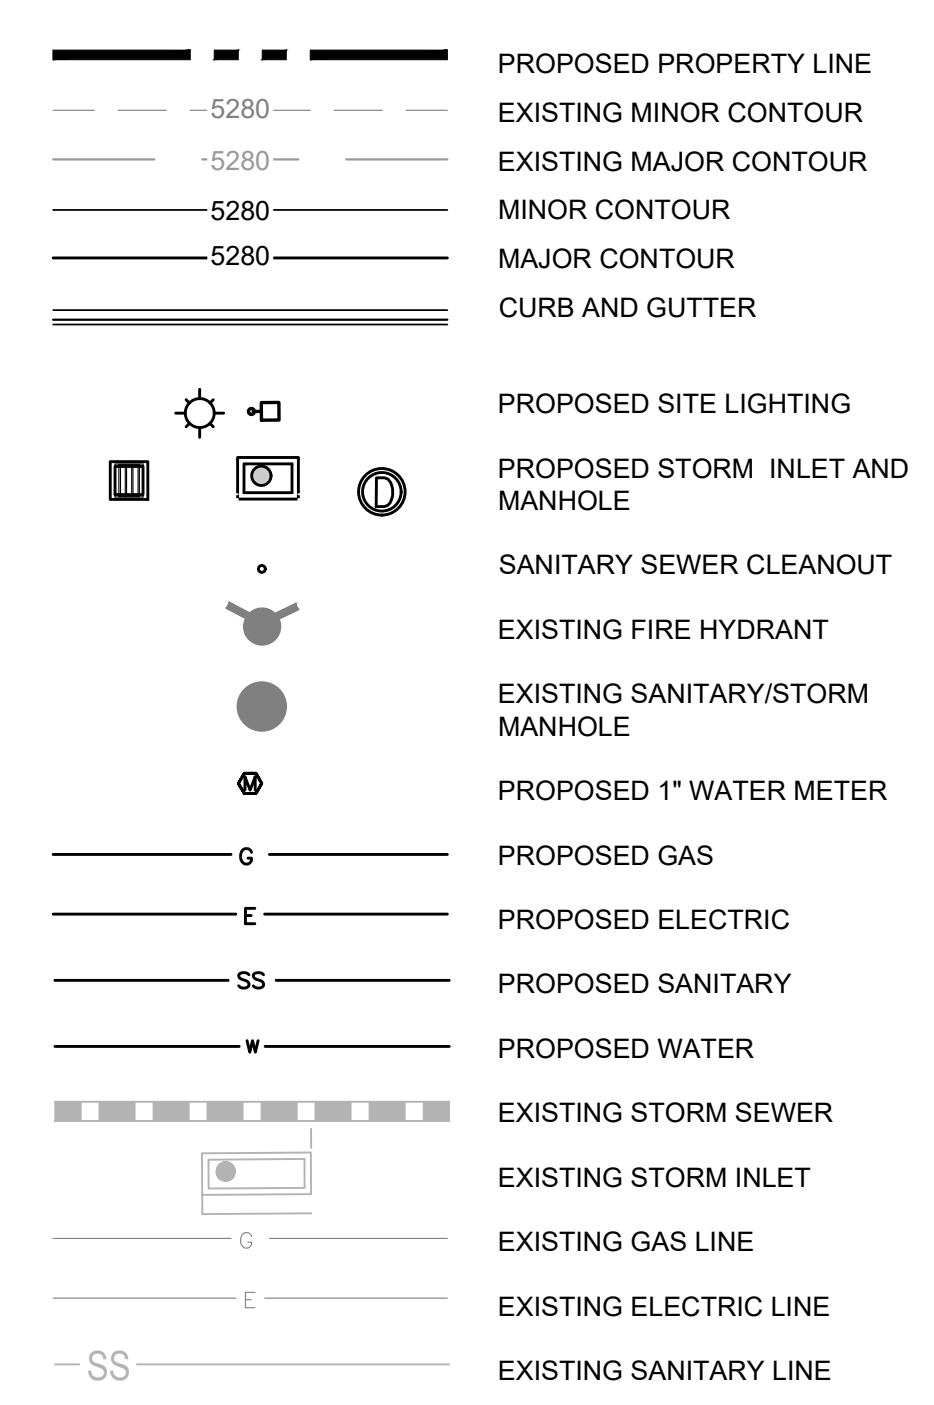 PROPOSED PROPERTY LINE
5280 EXISTING MINOR CONTOUR
5280 EXISTING MAJOR CONTOUR
5280 MINOR CONTOUR
5280 MAJOR CONTOUR
CURB AND GUTTER
PROPOSED SITE LIGHTING
D PROPOSED STORM INLET AND
MANHOLE
SANITARY SEWER CLEANOUT
EXISTING FIRE HYDRANT
EXISTING SANITARY/STORM
MANHOLE
M PROPOSED 1" WATER METER
G PROPOSED GAS
E PROPOSED ELECTRIC
SS PROPOSED SANITARY
W PROPOSED WATER
EXISTING STORM SEWER
EXISTING STORM INLET
G EXISTING GAS LINE
E EXISTING ELECTRIC LINE
SS EXISTING SANITARY LINE